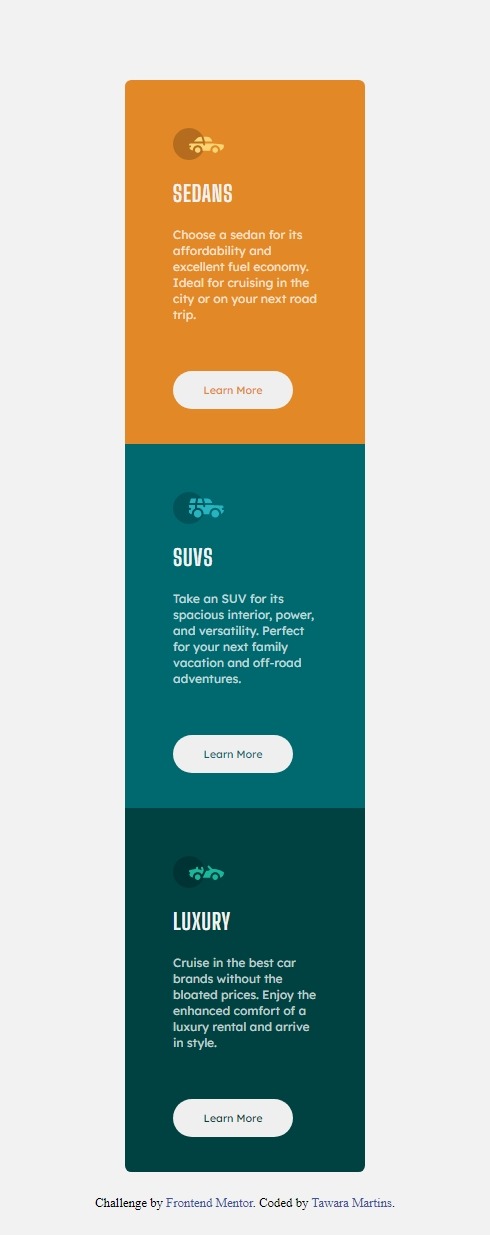 SEDANS
Choose a sedan for its
affordability and
excellent fuel economy.
Ideal for cruising in the
city or on your next road
trip.
Learn More
SUVS
Take an SUV for its
spacious interior, power,
and versatility. Perfect
for your next family
vacation and off-road
adventures.
Learn More
LUXURY
Cruise in the best car
brands without the
bloated prices. Enjoy the
enhanced comfort of a
luxury rental and arrive
in style.
Learn More
Challenge by Frontend Mentor. Coded by Tawara Martins.